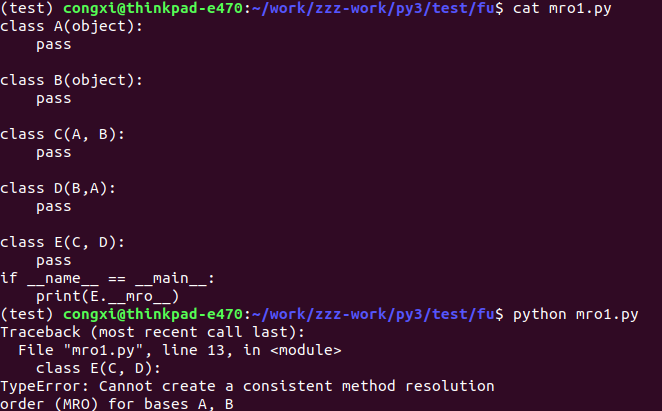 (test) congxi@thinkpad-e470:~/work/zzz-work/py3/test/fu$ cat mro1.py
class A(object):
    pass

class B(object):
    pass

class C(A, B):
    pass

class D(B,A):
    pass

class E(C, D):
    pass
if __name__ == __main__:
    print(E.__mro__)
(test) congxi@thinkpad-e470:~/work/zzz-work/py3/test/fu$ python mro1.py
Traceback (most recent call last):
  File "mro1.py", line 13, in <module>
    class E(C, D):
TypeError: Cannot create a consistent method resolution
order (MRO) for bases A, B